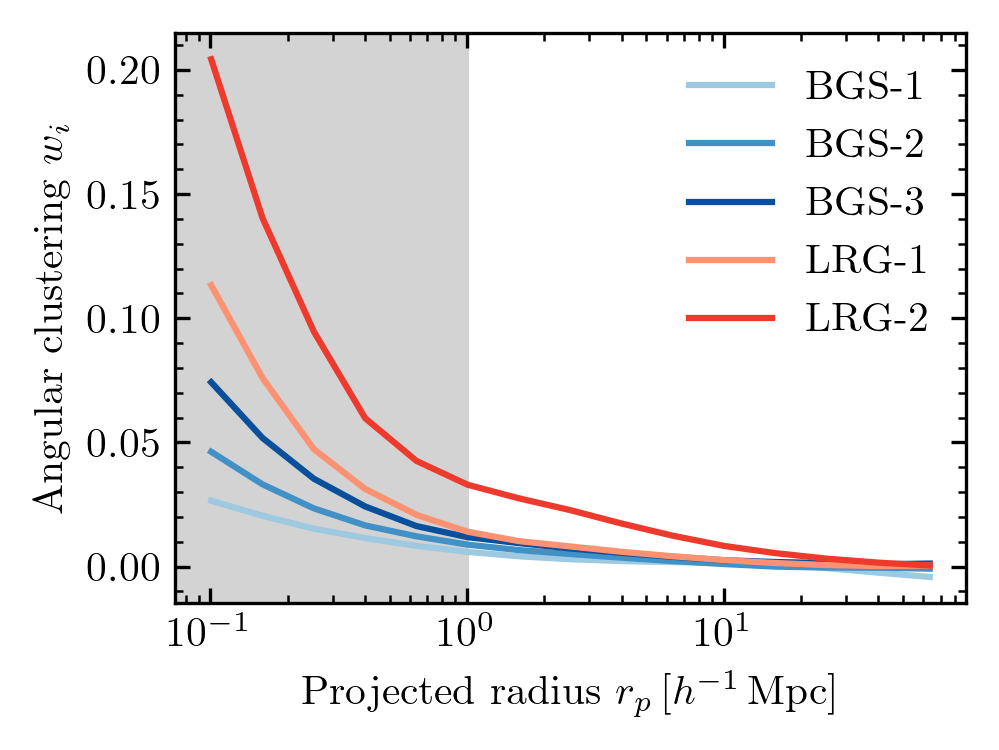 0.20
0.15
0.10
0.05
0.00
Angular clustering $w_i$
BGS-1
BGS-2
BGS-3
LRG-1
LRG-2
$10^{-1}$ $10^{0}$ $10^{1}$
Projected radius $r_p$ [$h^{-1}$ Mpc]